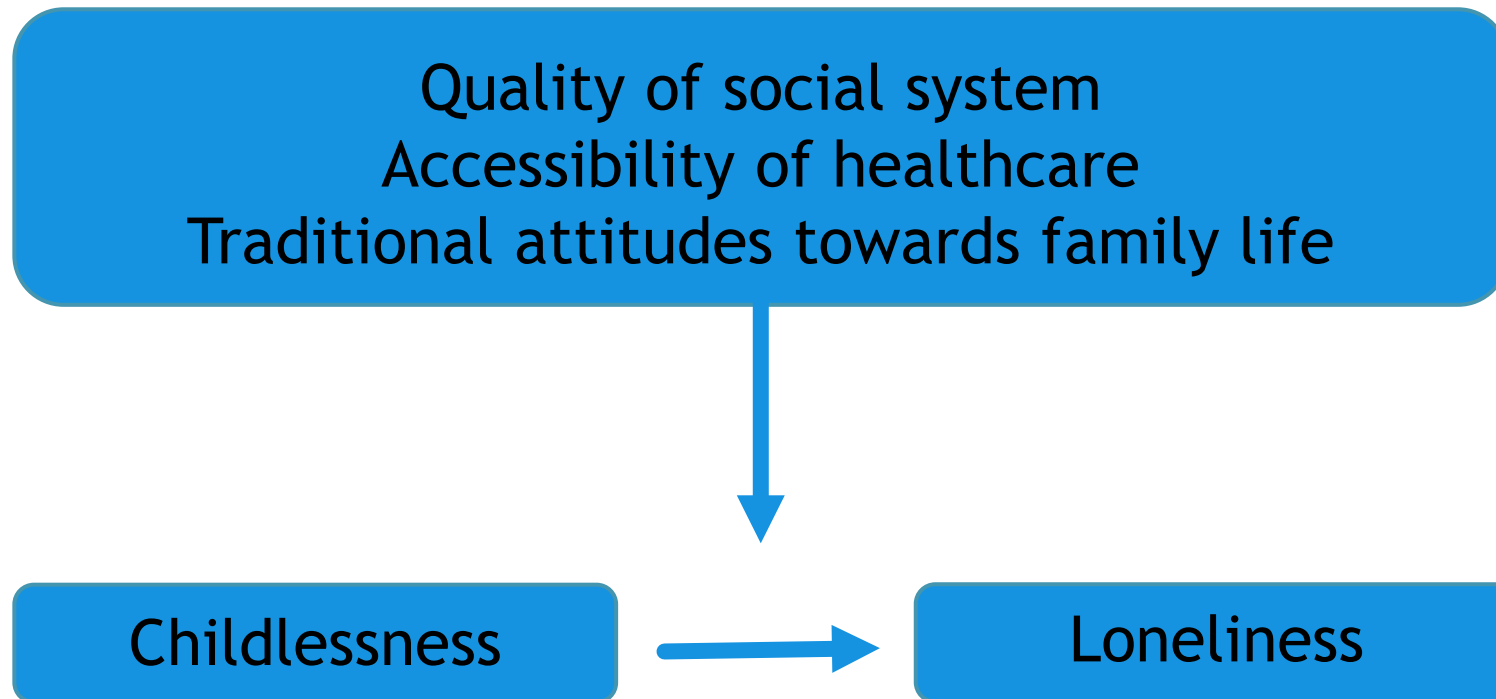 Quality of social system
Accessibility of healthcare
Traditional attitudes towards family life
Childlessness
Loneliness